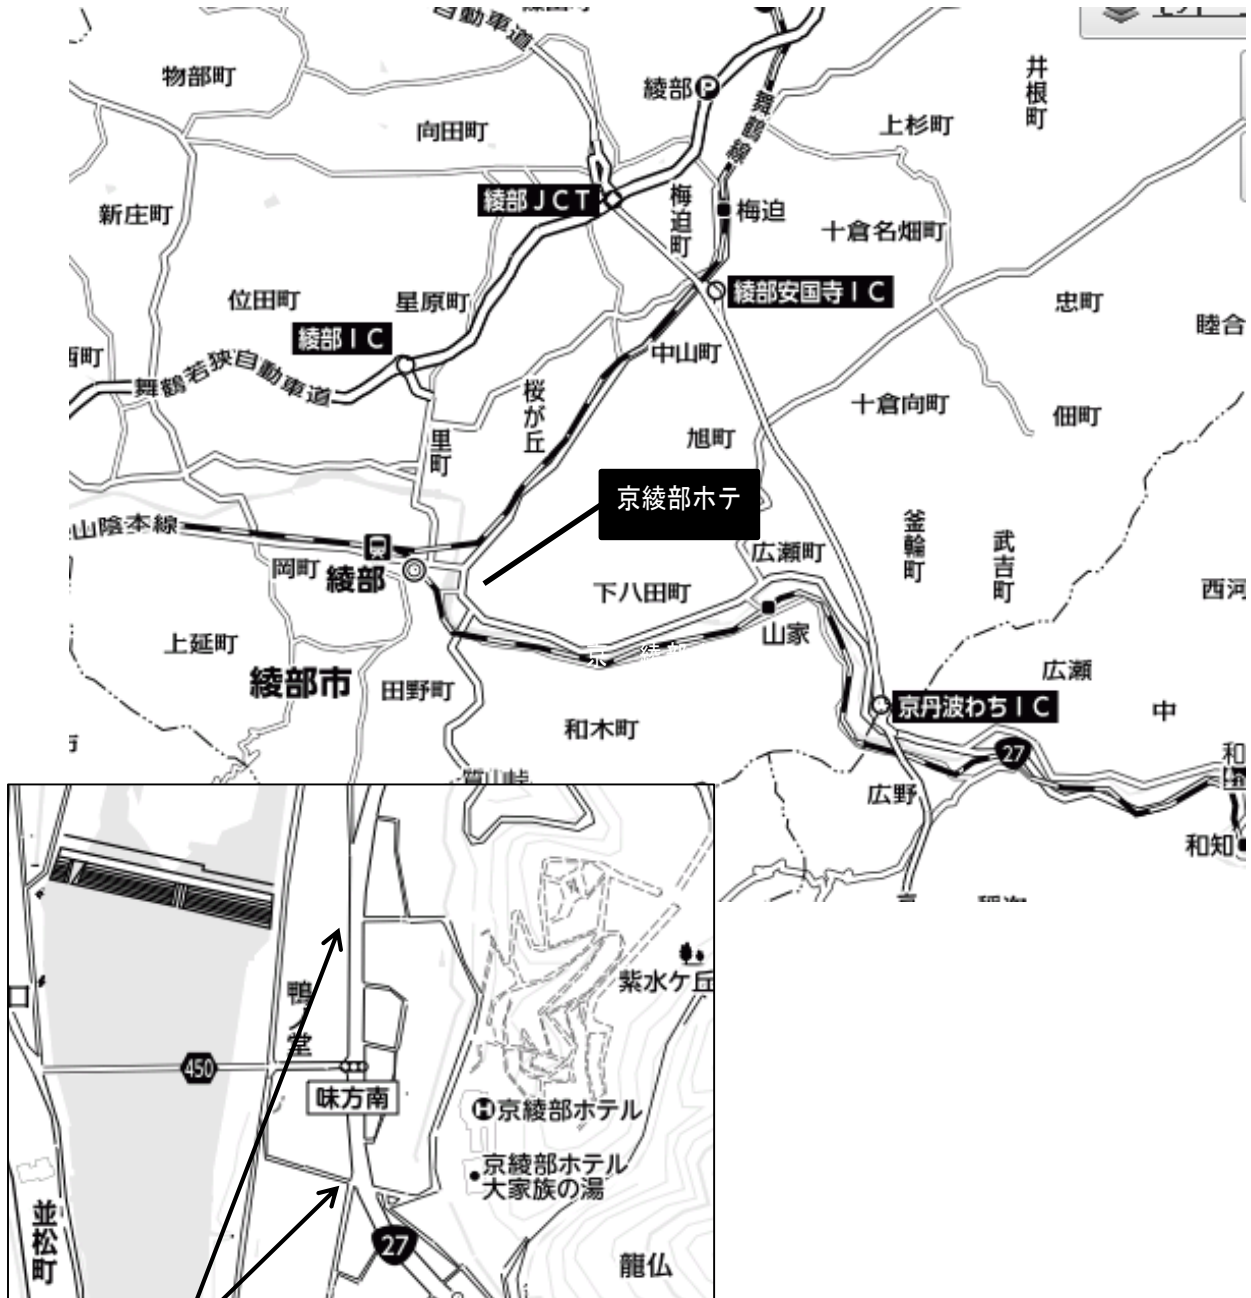 自動車道
物部町
綾部
P
井根町
向田町
上杉町
舞鶴線
綾部JCT
梅迫町
梅迫
新庄町
十倉名畑町
位田町
星原町
綾部安国寺IC
忠町
睦合
綾部IC
中山町
舞鶴若狭自動車道
桜が丘
十倉向町
佃町
旭町
里町
京綾部ホテ
山陰本線
釜輪町
武吉町
広瀬町
岡町
綾部
下八田町
西河
山家
上延町
京 綾部
綾部市
田野町
広瀬
京丹波わちIC
中
和木町
27
和
質山峠
広野
和知
紫水ケ丘
鴨ノ堂
450
味方南
H京綾部ホテル
京綾部ホテル
大家族の湯
並松町
27
龍仏